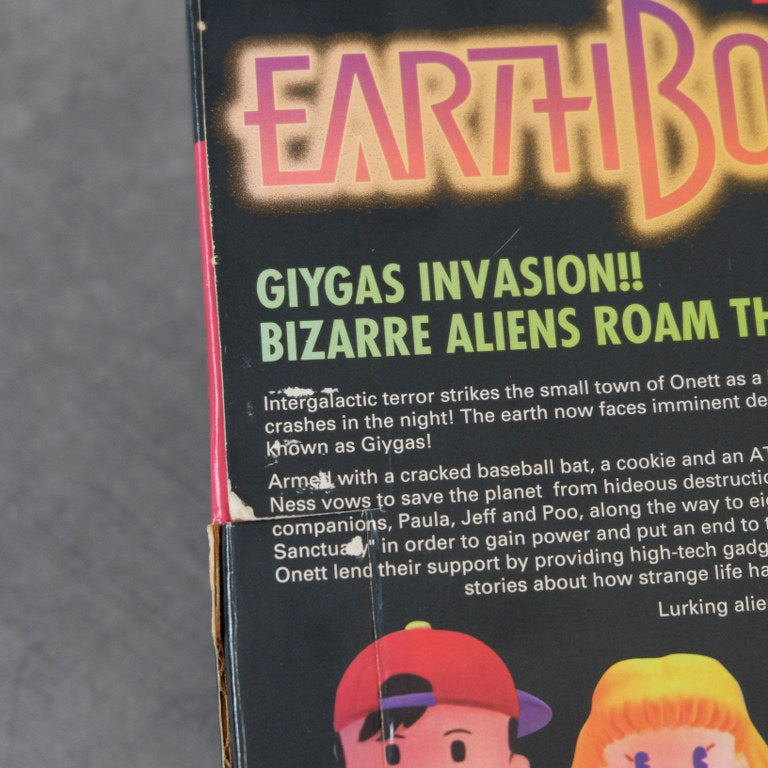 EARTHBO
GIYGAS INVASION!!
BIZARRE ALIENS ROAM TH
Intergalactic terror strikes the small town of Onett as a
crashes in the night! The earth now faces imminent de
known as Giygas!
Armed with a cracked baseball bat, a cookie and an AT
Ness vows to save the planet from hideous destructio
companions, Paula, Jeff and Poo, along the way to ei
Sanctua " in order to gain power and put an end to t
Onett lend their support by providing high-tech gadg
stories about how strange life ha
Lurking alie